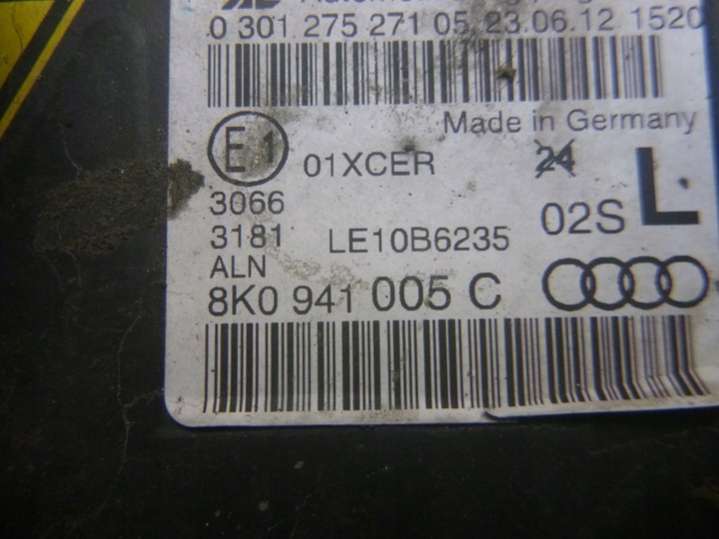 0 301 275 271 05 23.06.12 1520
Made in Germany
E1 01XCER 24
3066 02S L
3181 LE10B6235
ALN
8K0 941 005 C